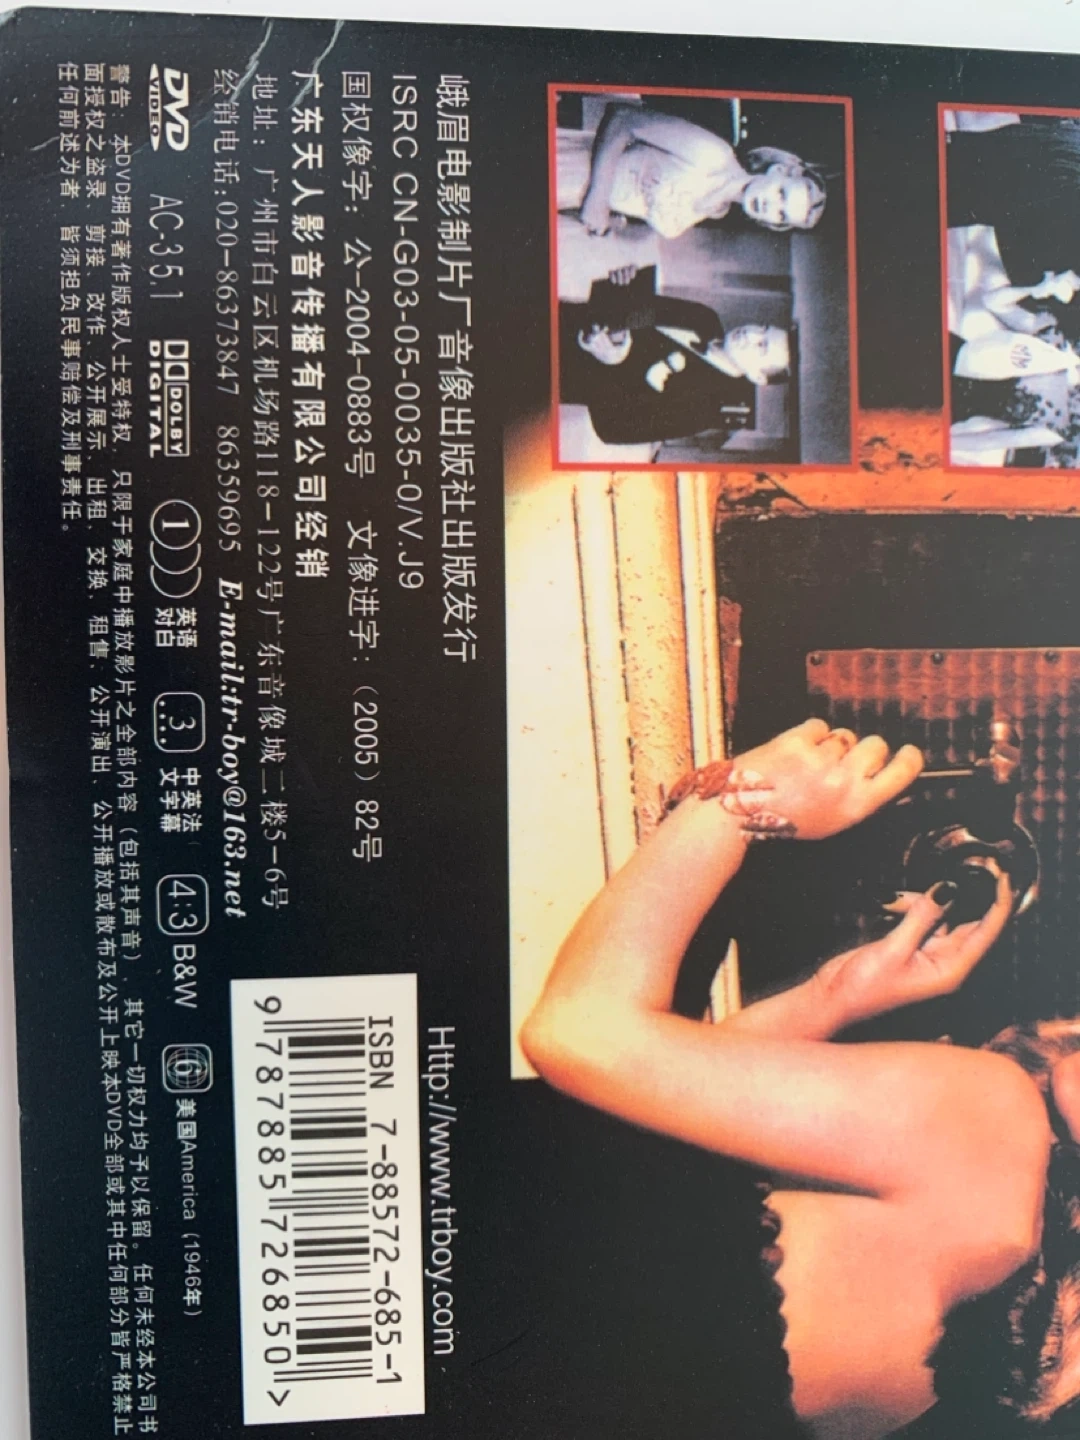 峨眉电影制片厂音像出版社出版发行
ISRC CN-G03-05-0035-0/V.J9
国权像字：公-2004-0883号 文像进字：（2005）82号
广东天人影音传播有限公司经销
地址：广州市白云区机场路118-122号广东音像城二楼5-6号
经销电话:020-86373847 86359695 E-mail:tr-boy@163.net
Http://www.trboy.com
ISBN 7-88572-685-1
9 787885 726850 >
DVD VIDEO AC-3 5.1 DOLBY DIGITAL 1 英语对白 3 中英法文字幕 4:3 B&W 6 美国America（1946年）
警告：本DVD拥有著作版权人士受特权，只限于家庭中播放影片之全部内容（包括其声音），其它一切权力均予以保留。任何未经本公司书
面授权之盗录、剪接、改作、公开展示、出租、交换、租售、公开演出、公开播放或散布及公开上映本DVD全部或其中任何部分皆严格禁止
任何前述为者，皆须担负民事赔偿及刑事责任。